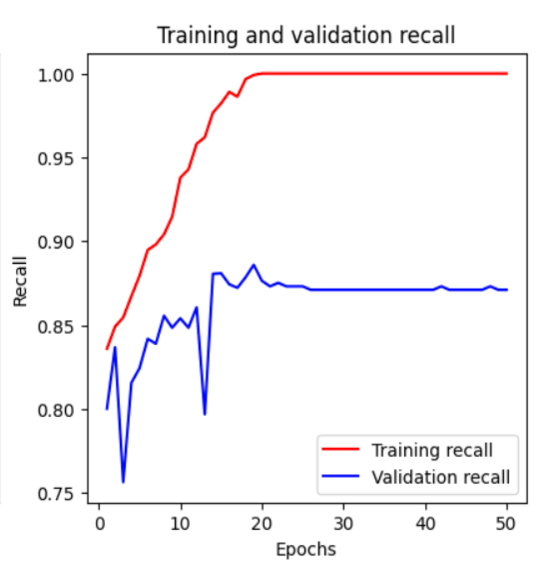 Training and validation recall
1.00
0.95
0.90
0.85
0.80
0.75
Recall
Training recall
Validation recall
0 10 20 30 40 50
Epochs